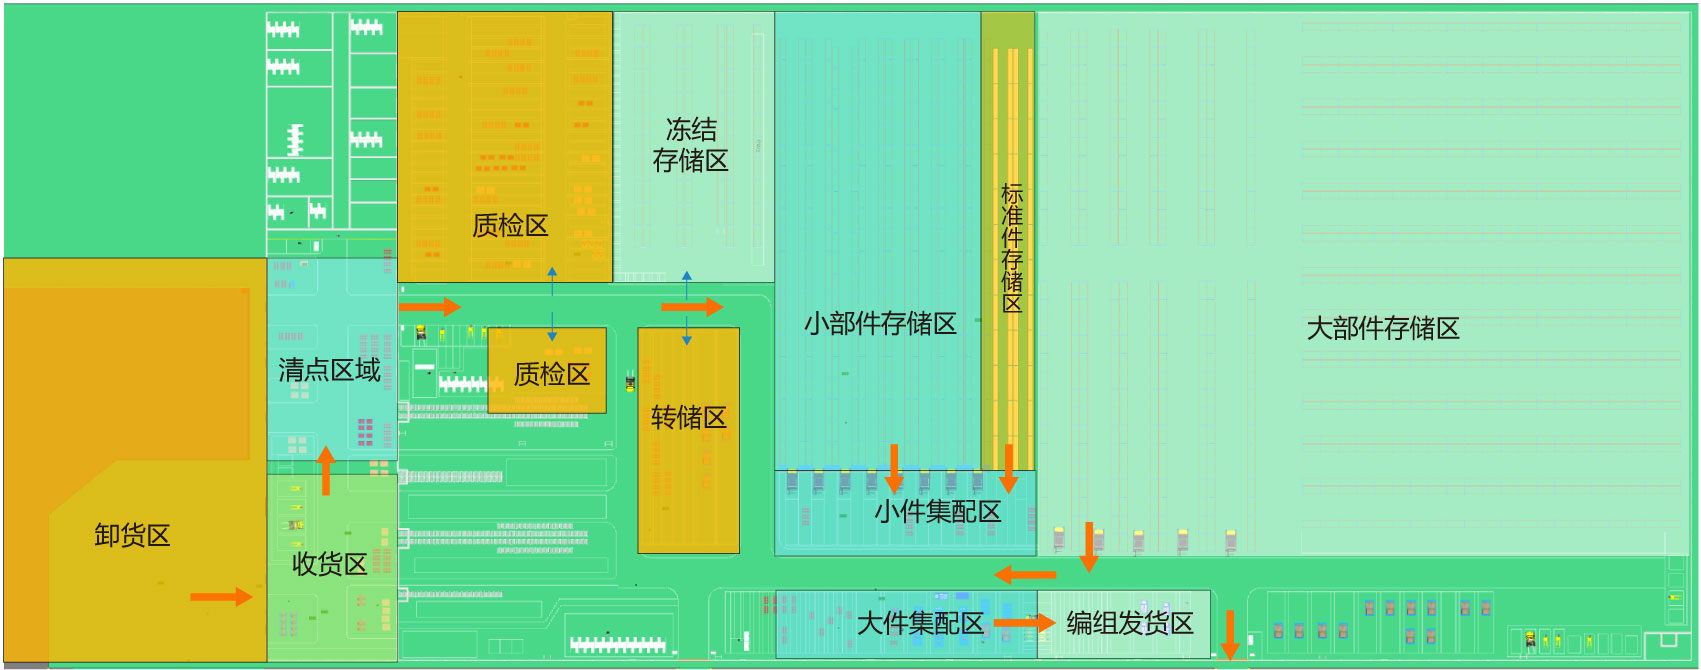 冻结
存储区
质检区
标准件存储区
小部件存储区
大部件存储区
清点区域
质检区
转储区
小件集配区
卸货区
收货区
大件集配区
编组发货区